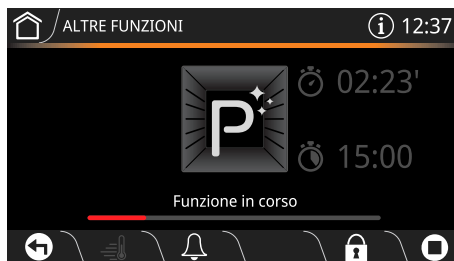 ALTRE FUNZIONI
i 12:37
P
02:23'
15:00
Funzione in corso